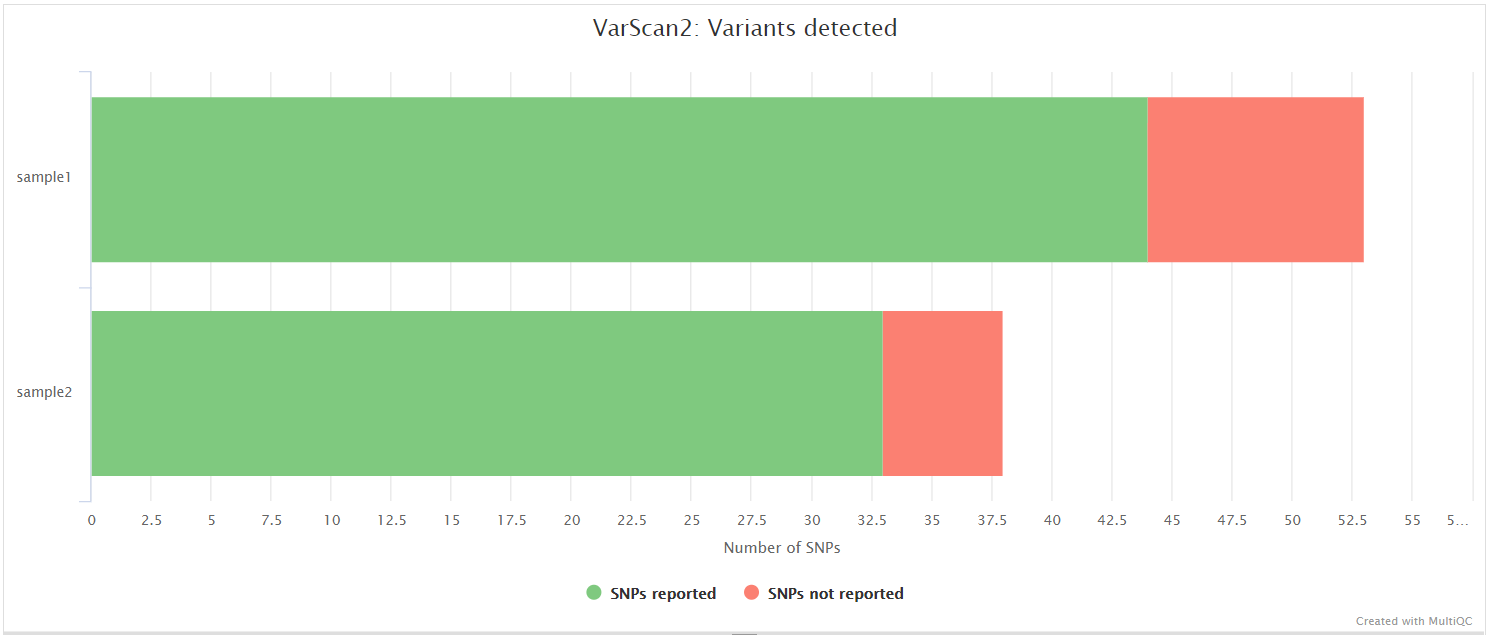 VarScan2: Variants detected
sample1
sample2
0 2.5 5 7.5 10 12.5 15 17.5 20 22.5 25 27.5 30 32.5 35 37.5 40 42.5 45 47.5 50 52.5 55 5...
Number of SNPs
SNPs reported SNPs not reported
Created with MultiQC